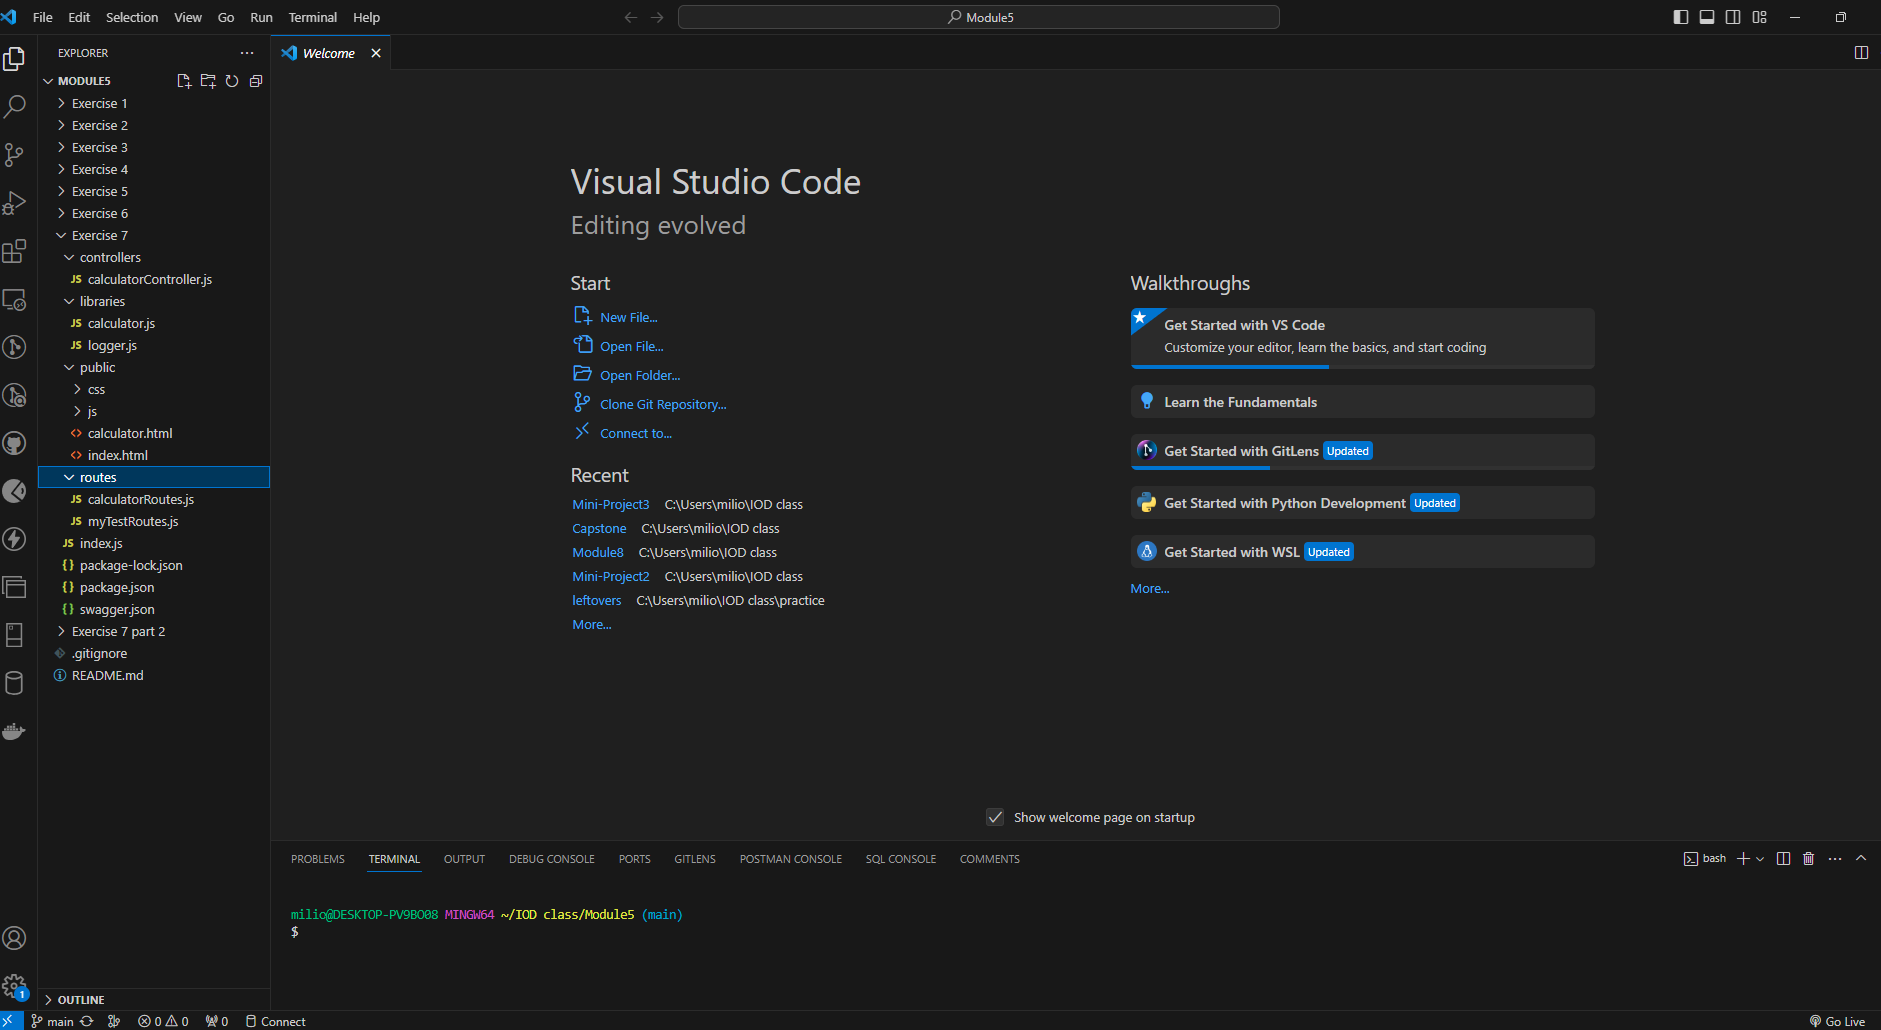 File Edit Selection View Go Run Terminal Help
Module5
EXPLORER
Welcome
MODULE5
Exercise 1
Exercise 2
Exercise 3
Exercise 4
Exercise 5
Exercise 6
Exercise 7
controllers
JS calculatorController.js
libraries
JS calculator.js
JS logger.js
public
css
js
<> calculator.html
<> index.html
routes
JS calculatorRoutes.js
JS myTestRoutes.js
JS index.js
{} package-lock.json
{} package.json
{} swagger.json
Exercise 7 part 2
.gitignore
README.md
OUTLINE
Visual Studio Code
Editing evolved
Start
New File...
Open File...
Open Folder...
Clone Git Repository...
Connect to...
Recent
Mini-Project3 C:\Users\milio\IOD class
Capstone C:\Users\milio\IOD class
Module8 C:\Users\milio\IOD class
Mini-Project2 C:\Users\milio\IOD class
leftovers C:\Users\milio\IOD class\practice
More...
Walkthroughs
Get Started with VS Code
Customize your editor, learn the basics, and start coding
Learn the Fundamentals
Get Started with GitLens Updated
Get Started with Python Development Updated
Get Started with WSL Updated
More...
Show welcome page on startup
PROBLEMS TERMINAL OUTPUT DEBUG CONSOLE PORTS GITLENS POSTMAN CONSOLE SQL CONSOLE COMMENTS
bash
milio@DESKTOP-PV9BO08 MINGW64 ~/IOD class/Module5 (main)
$
1
main 0 0 0 Connect
Go Live